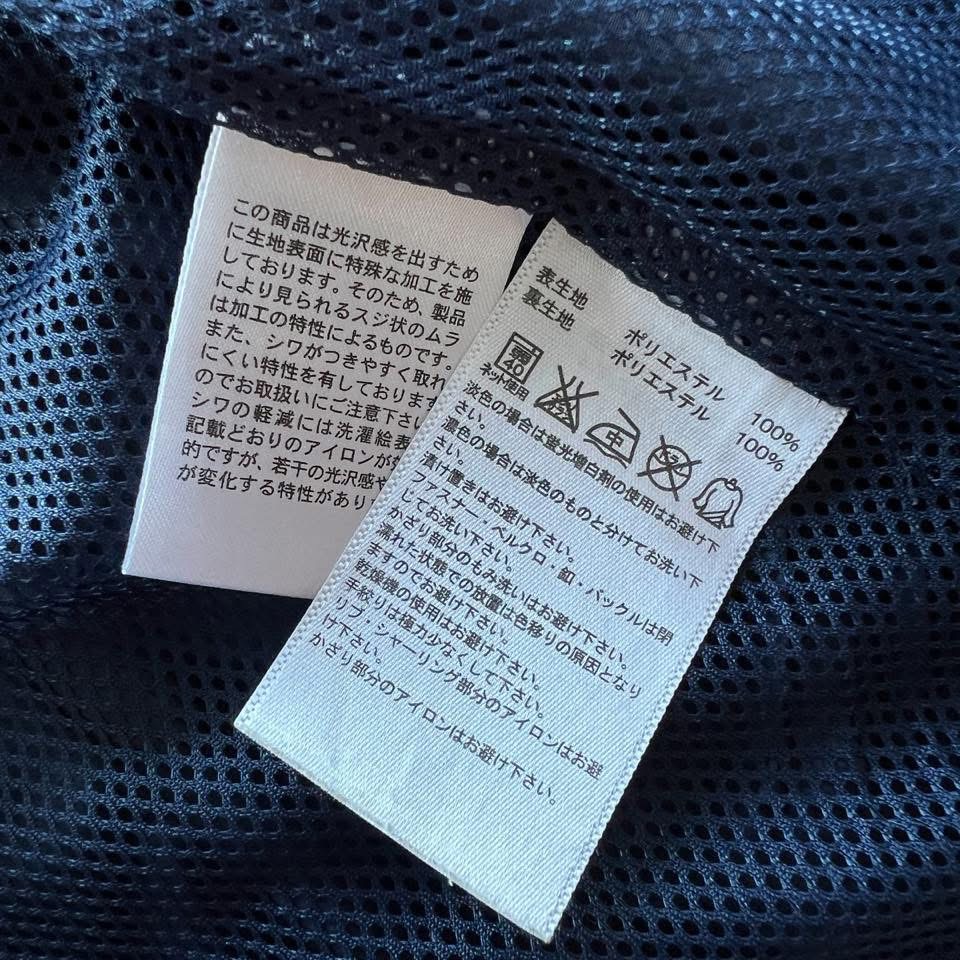 この商品は光沢感を出すため
に生地表面に特殊な加工を施
しております。そのため、製品
により見られるスジ状のムラ
は加工の特性によるものです。
また、シワがつきやすく取れ
にくい特性を有しております
のでお取扱いにご注意下さい
シワの軽減には洗濯絵表
記載どおりのアイロンが
的ですが、若干の光沢感や
が変化する特性があり
表生地 ポリエステル 100%
裏生地 ポリエステル 100%
弱 40 中
ネット使用
淡色の場合は蛍光増白剤の使用はお避け下
さい。
濃色の場合は淡色のものと分けてお洗い下
さい。
漬け置きはお避け下さい。
ファスナー・ベルクロ・釦・バックルは閉
じてお洗い下さい。
かざり部分のもみ洗いはお避け下さい。
濡れた状態での放置は色移りの原因となり
ますのでお避け下さい。
乾燥機の使用はお避け下さい。
手絞りは極力少なくして下さい。
リブ・シャーリング部分のアイロンはお避
け下さい。
かざり部分のアイロンはお避け下さい。